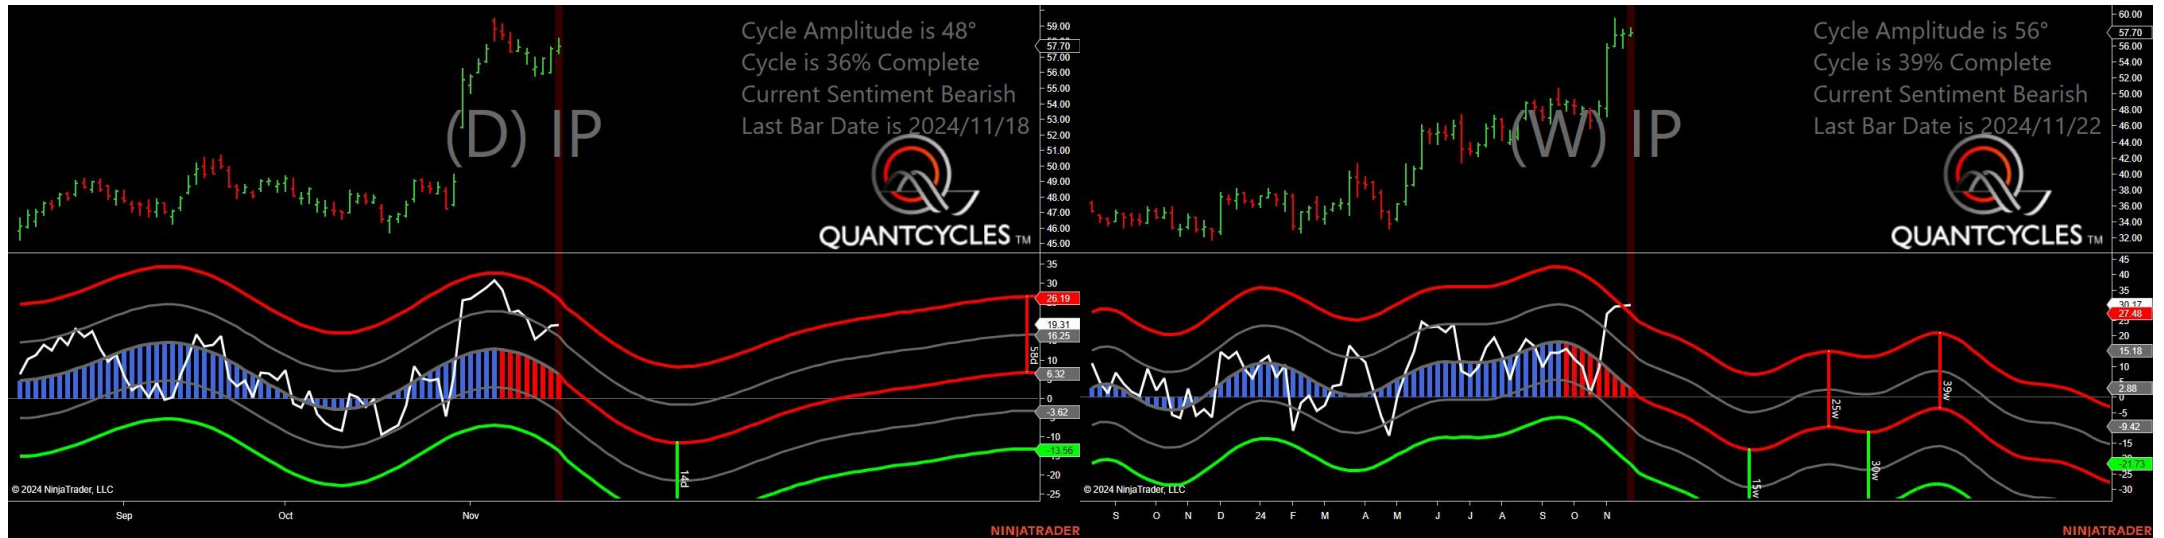 Cycle Amplitude is 48°
Cycle is 36% Complete
Current Sentiment Bearish
Last Bar Date is 2024/11/18
(D) IP
QUANTCYCLES TM
59.00
57.70
57.00
56.00
55.00
54.00
53.00
52.00
51.00
50.00
49.00
48.00
47.00
46.00
45.00
35
30
26.19
19.31
16.25
10
6.32
0
-3.62
-10
-13.56
-20
-25
58d
14d
© 2024 NinjaTrader, LLC
Sep Oct Nov
NINJATRADER
Cycle Amplitude is 56°
Cycle is 39% Complete
Current Sentiment Bearish
Last Bar Date is 2024/11/22
(W) IP
QUANTCYCLES TM
60.00
57.70
56.00
54.00
52.00
50.00
48.00
46.00
44.00
42.00
40.00
38.00
36.00
34.00
32.00
45
40
35
30.17
27.48
20
15.18
10
2.88
0
-5
-9.42
-15
-21.73
-25
-30
25w
39w
15w
30w
© 2024 NinjaTrader, LLC
S O N D 24 F M A M J J A S O N
NINJATRADER